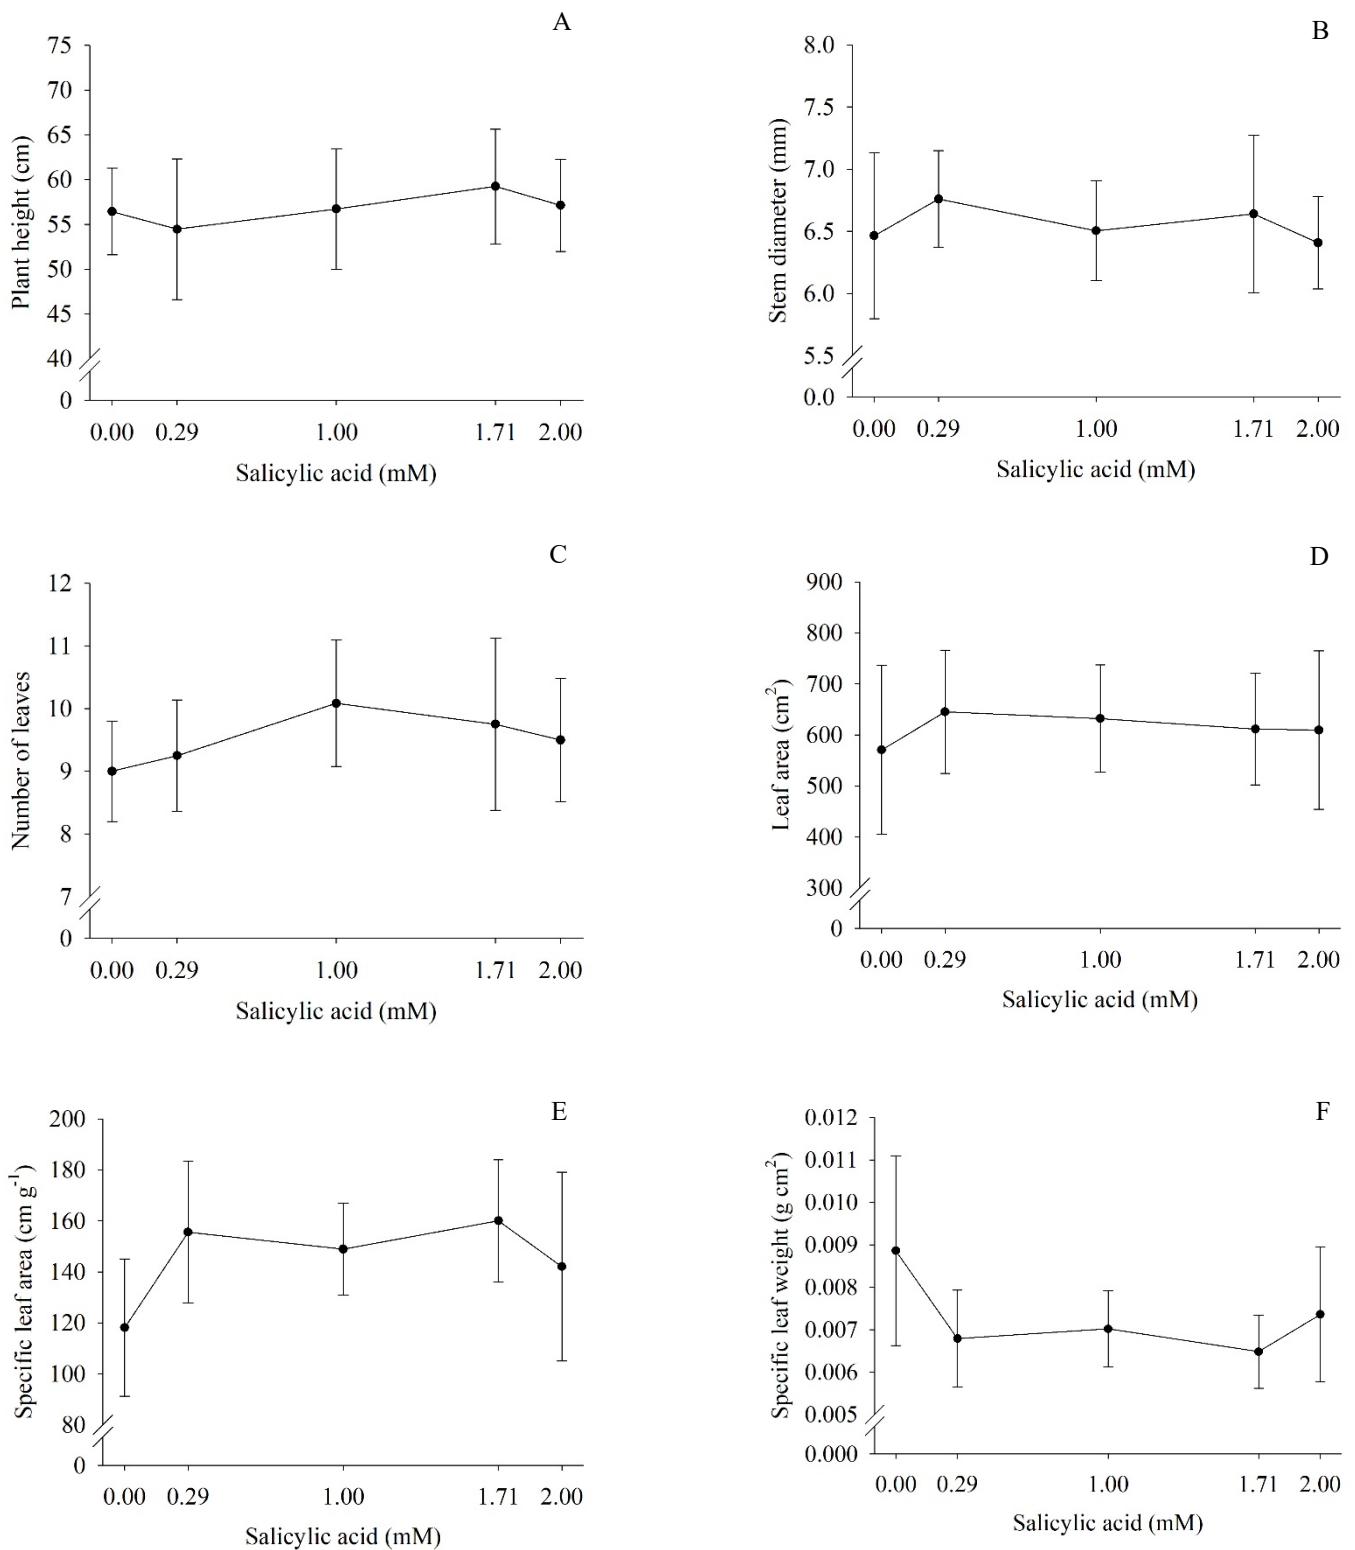 A
75
70
65
60
55
50
45
40
0
Plant height (cm)
0.00 0.29 1.00 1.71 2.00
Salicylic acid (mM)
B
8.0
7.5
7.0
6.5
6.0
5.5
0.0
Stem diameter (mm)
0.00 0.29 1.00 1.71 2.00
Salicylic acid (mM)
C
12
11
10
9
8
7
0
Number of leaves
0.00 0.29 1.00 1.71 2.00
Salicylic acid (mM)
D
900
800
700
600
500
400
300
0
Leaf area (cm²)
0.00 0.29 1.00 1.71 2.00
Salicylic acid (mM)
E
200
180
160
140
120
100
80
0
Specific leaf area (cm g⁻¹)
0.00 0.29 1.00 1.71 2.00
Salicylic acid (mM)
F
0.012
0.011
0.010
0.009
0.008
0.007
0.006
0.005
0.000
Specific leaf weight (g cm²)
0.00 0.29 1.00 1.71 2.00
Salicylic acid (mM)